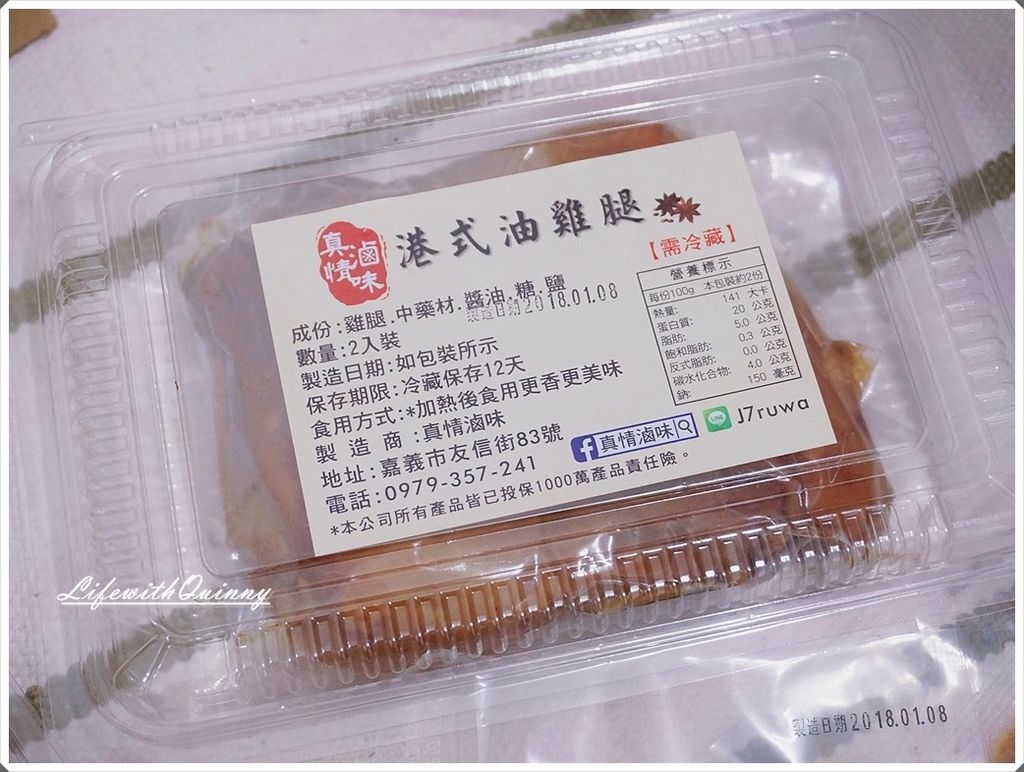 真情滷味
港式油雞腿
【需冷藏】
成份:雞腿.中藥材.醬油.糖.鹽
製造日期2018.01.08
數量:2入裝
製造日期:如包裝所示
保存期限:冷藏保存12天
食用方式:*加熱後食用更香更美味
製造商:真情滷味
地址:嘉義市友信街83號
電話:0979-357-241
*本公司所有產品皆已投保1000萬產品責任險。
f真情滷味
LINE J7ruwa
營養標示
每份100g 本包裝約2份
熱量: 141 大卡
蛋白質: 20 公克
脂肪: 5.0 公克
飽和脂肪: 0.3 公克
反式脂肪: 0.0 公克
碳水化合物: 4.0 公克
鈉: 150 毫克
LifewithQuinny
製造日期2018.01.08